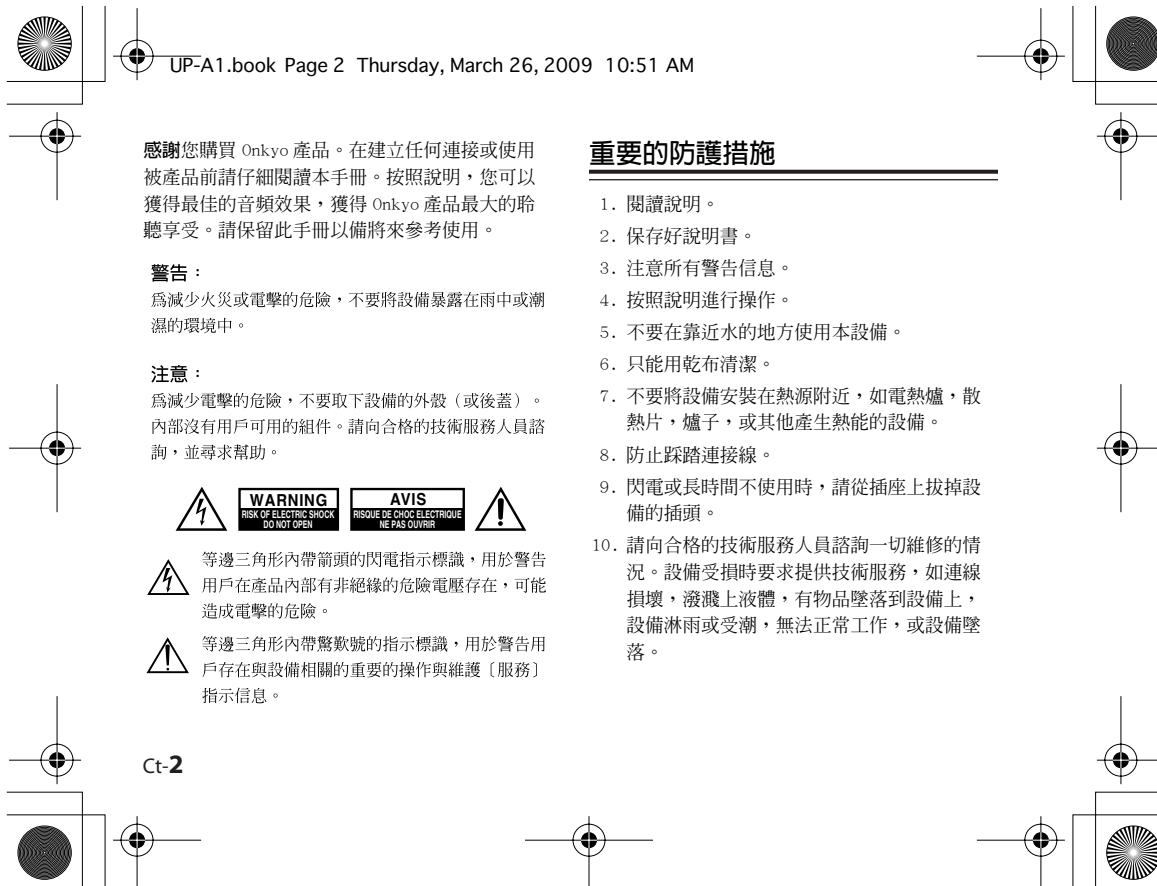 UP-A1.book Page 2 Thursday, March 26, 2009 10:51 AM
感謝您購買 Onkyo 產品。在建立任何連接或使用
被產品前請仔細閱讀本手冊。按照說明，您可以
獲得最佳的音頻效果，獲得 Onkyo 產品最大的聆
聽享受。請保留此手冊以備將來參考使用。
警告：
爲減少火災或電擊的危險，不要將設備暴露在雨中或潮
濕的環境中。
注意：
爲減少電擊的危險，不要取下設備的外殼（或後蓋）。
內部沒有用戶可用的組件。請向合格的技術服務人員諮
詢，並尋求幫助。
WARNING
RISK OF ELECTRIC SHOCK
DO NOT OPEN
AVIS
RISQUE DE CHOC ELECTRIQUE
NE PAS OUVRIR
等邊三角形內帶箭頭的閃電指示標識，用於警告
用戶在產品內部有非絕緣的危險電壓存在，可能
造成電擊的危險。
等邊三角形內帶驚歎號的指示標識，用於警告用
戶存在與設備相關的重要的操作與維護〔服務〕
指示信息。
重要的防護措施
1. 閱讀說明。
2. 保存好說明書。
3. 注意所有警告信息。
4. 按照說明進行操作。
5. 不要在靠近水的地方使用本設備。
6. 只能用乾布清潔。
7. 不要將設備安裝在熱源附近，如電熱爐，散
熱片，爐子，或其他產生熱能的設備。
8. 防止踩踏連接線。
9. 閃電或長時間不使用時，請從插座上拔掉設
備的插頭。
10. 請向合格的技術服務人員諮詢一切維修的情
況。設備受損時要求提供技術服務，如連線
損壞，潑濺上液體，有物品墜落到設備上，
設備淋雨或受潮，無法正常工作，或設備墜
落。
Ct-2